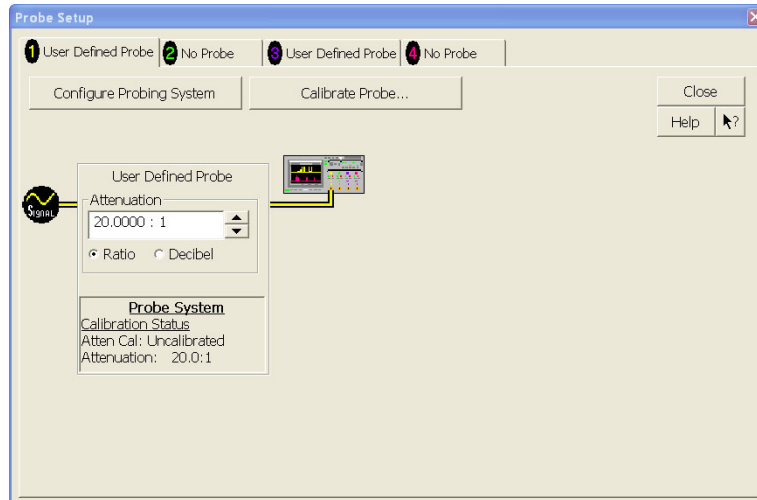 Probe Setup
1 User Defined Probe 2 No Probe 3 User Defined Probe 4 No Probe
Configure Probing System Calibrate Probe... Close
Help ?
User Defined Probe
Attenuation
Signal
20.0000 : 1
Ratio Decibel
Probe System
Calibration Status
Atten Cal: Uncalibrated
Attenuation: 20.0:1